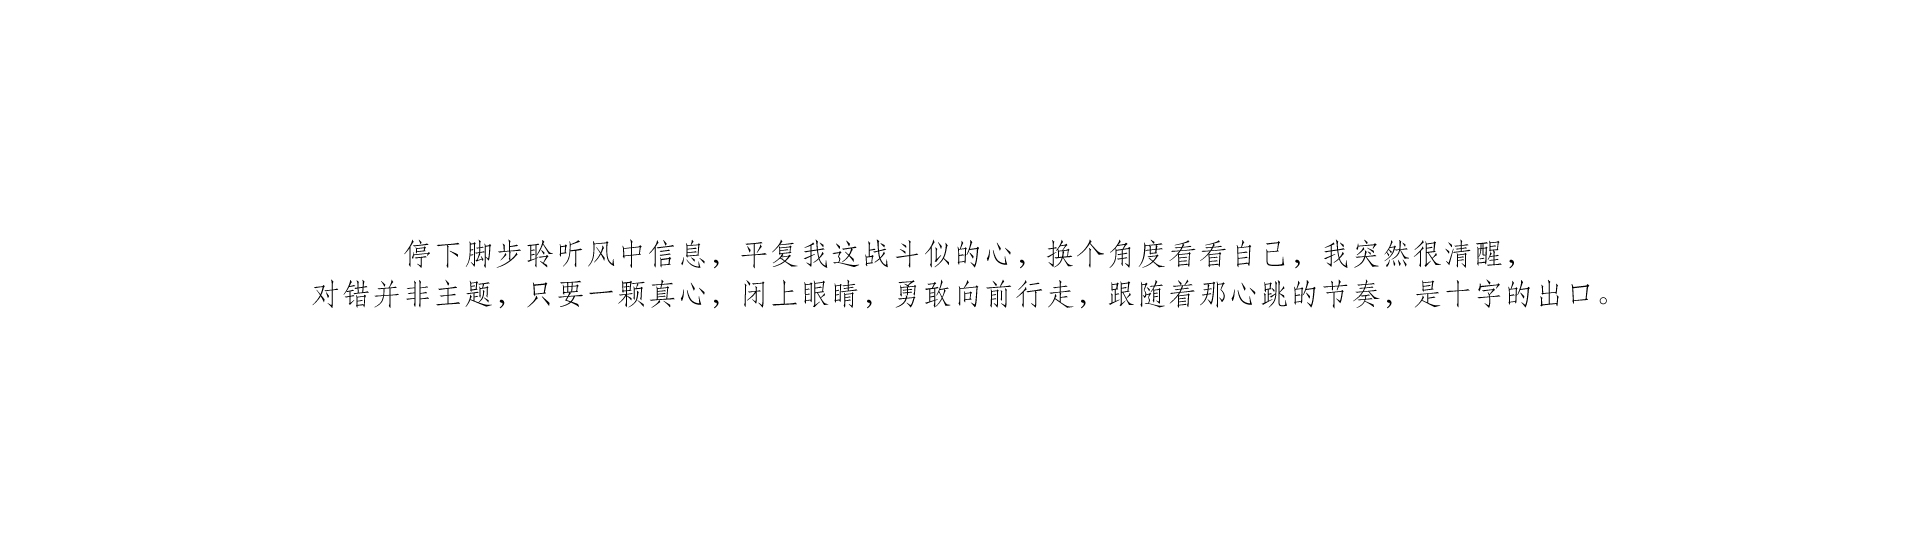 停下脚步聆听风中信息，平复我这战斗似的心，换个角度看看自己，我突然很清醒，
对错并非主题，只要一颗真心，闭上眼睛，勇敢向前行走，跟随着那心跳的节奏，是十字的出口。